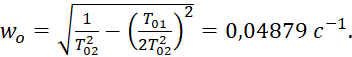 $w_o = \sqrt{\frac{1}{T_{02}^2} - \left(\frac{T_{01}}{2T_{02}^2}\right)^2} = 0,04879 \; c^{-1}.$